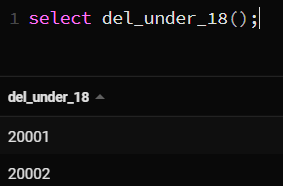 1 select del_under_18();
del_under_18
20001
20002